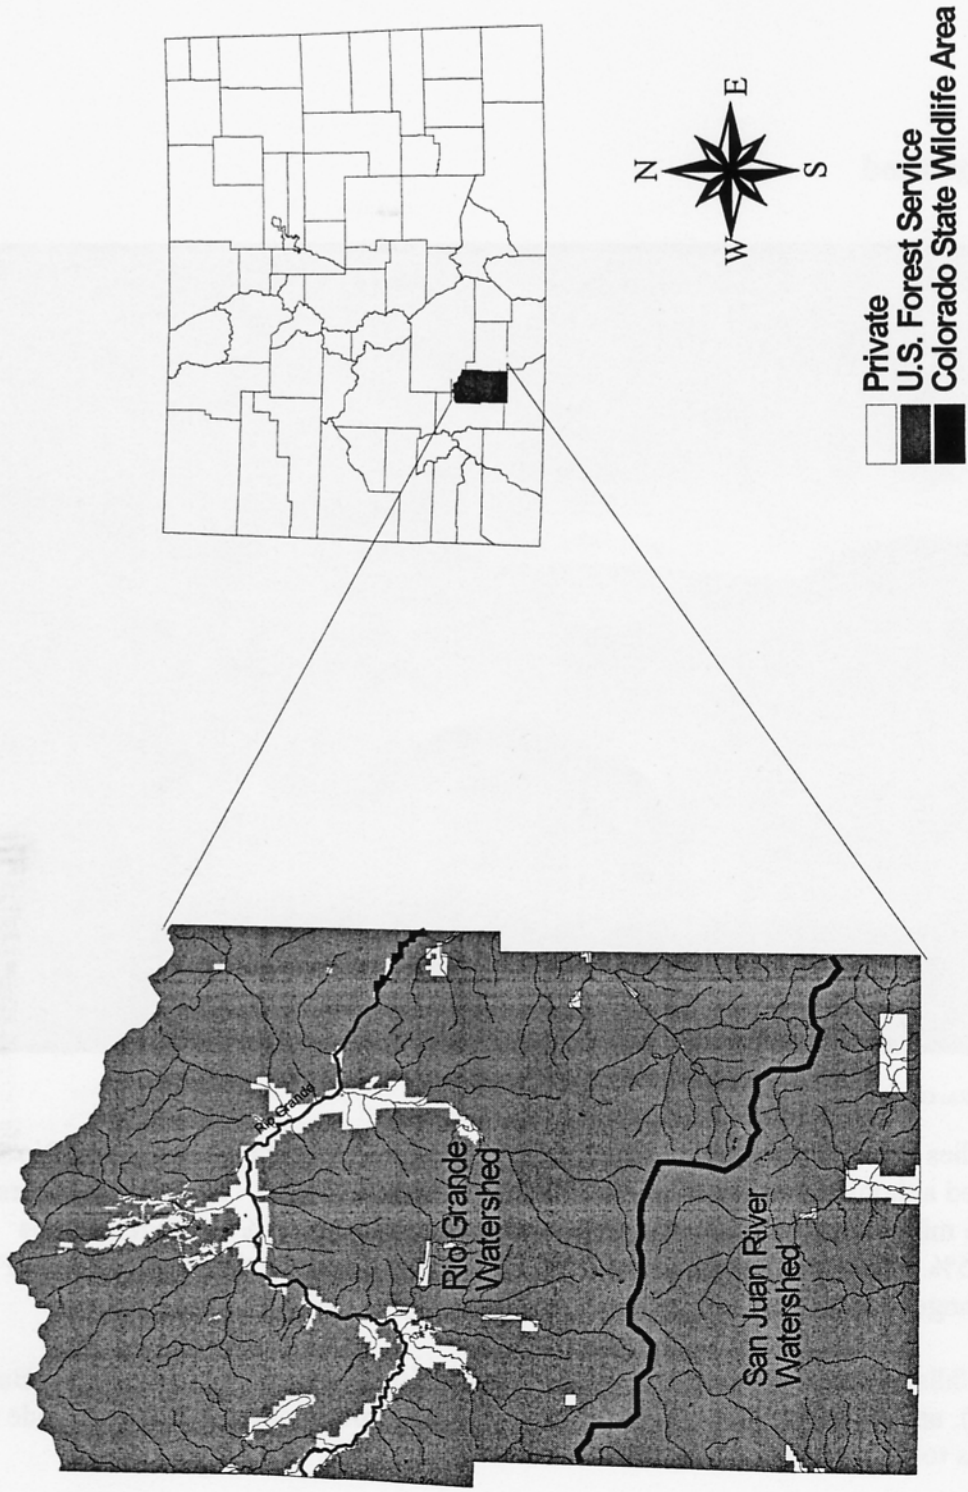 N
W
E
S
Private
U.S. Forest Service
Colorado State Wildlife Area
Rio Grande
Rio Grande
Watershed
San Juan River
Watershed